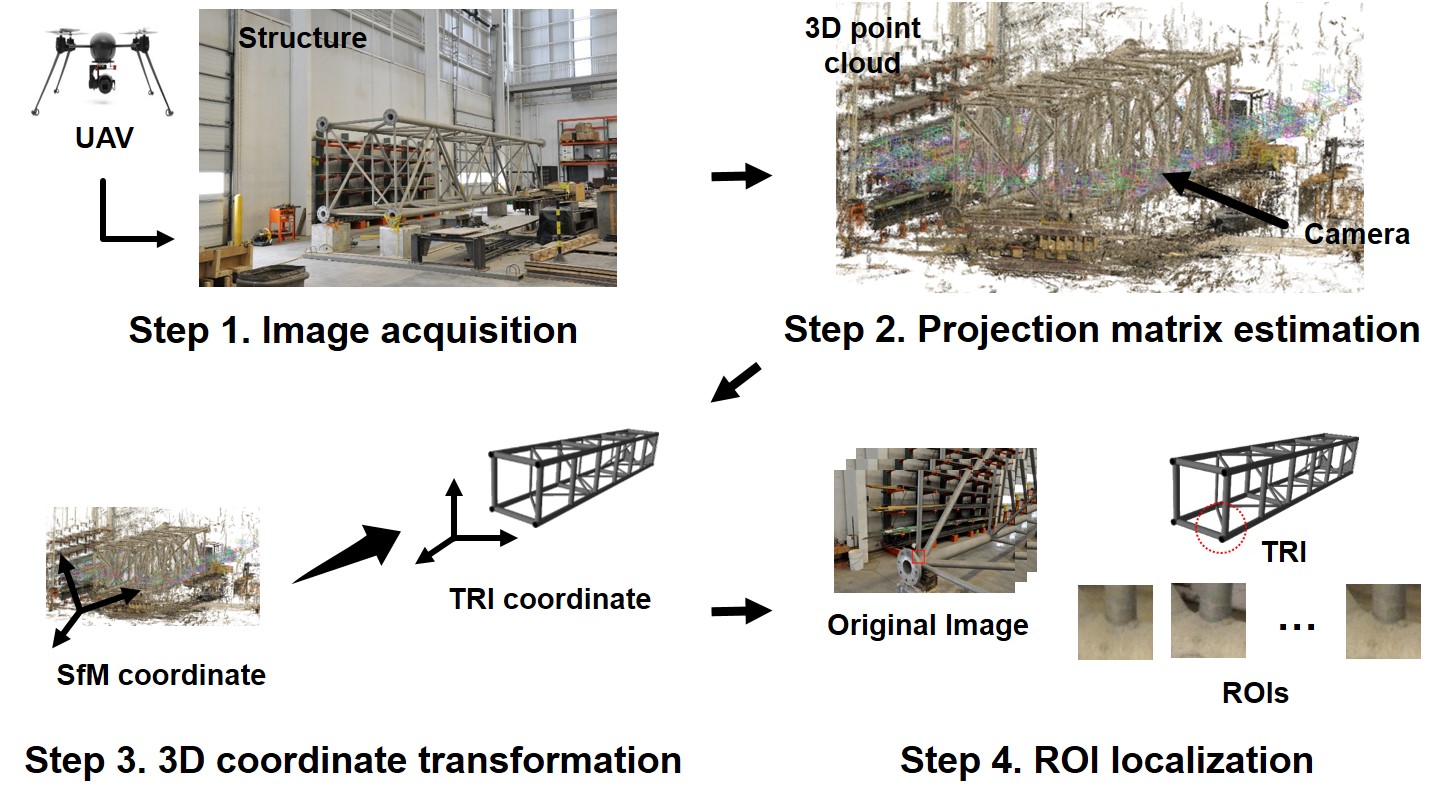 Structure
UAV
Step 1. Image acquisition
3D point
cloud
Camera
Step 2. Projection matrix estimation
SfM coordinate
TRI coordinate
Step 3. 3D coordinate transformation
Original Image
TRI
...
ROIs
Step 4. ROI localization